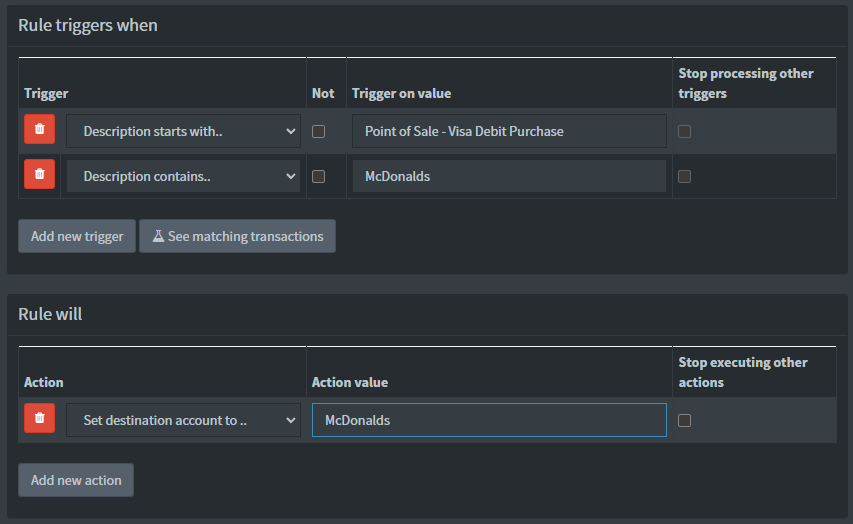 Rule triggers when
Trigger
Not
Trigger on value
Stop processing other
triggers
Description starts with..
Point of Sale - Visa Debit Purchase
Description contains..
McDonalds
Add new trigger
See matching transactions
Rule will
Action
Action value
Stop executing other
actions
Set destination account to ..
McDonalds
Add new action